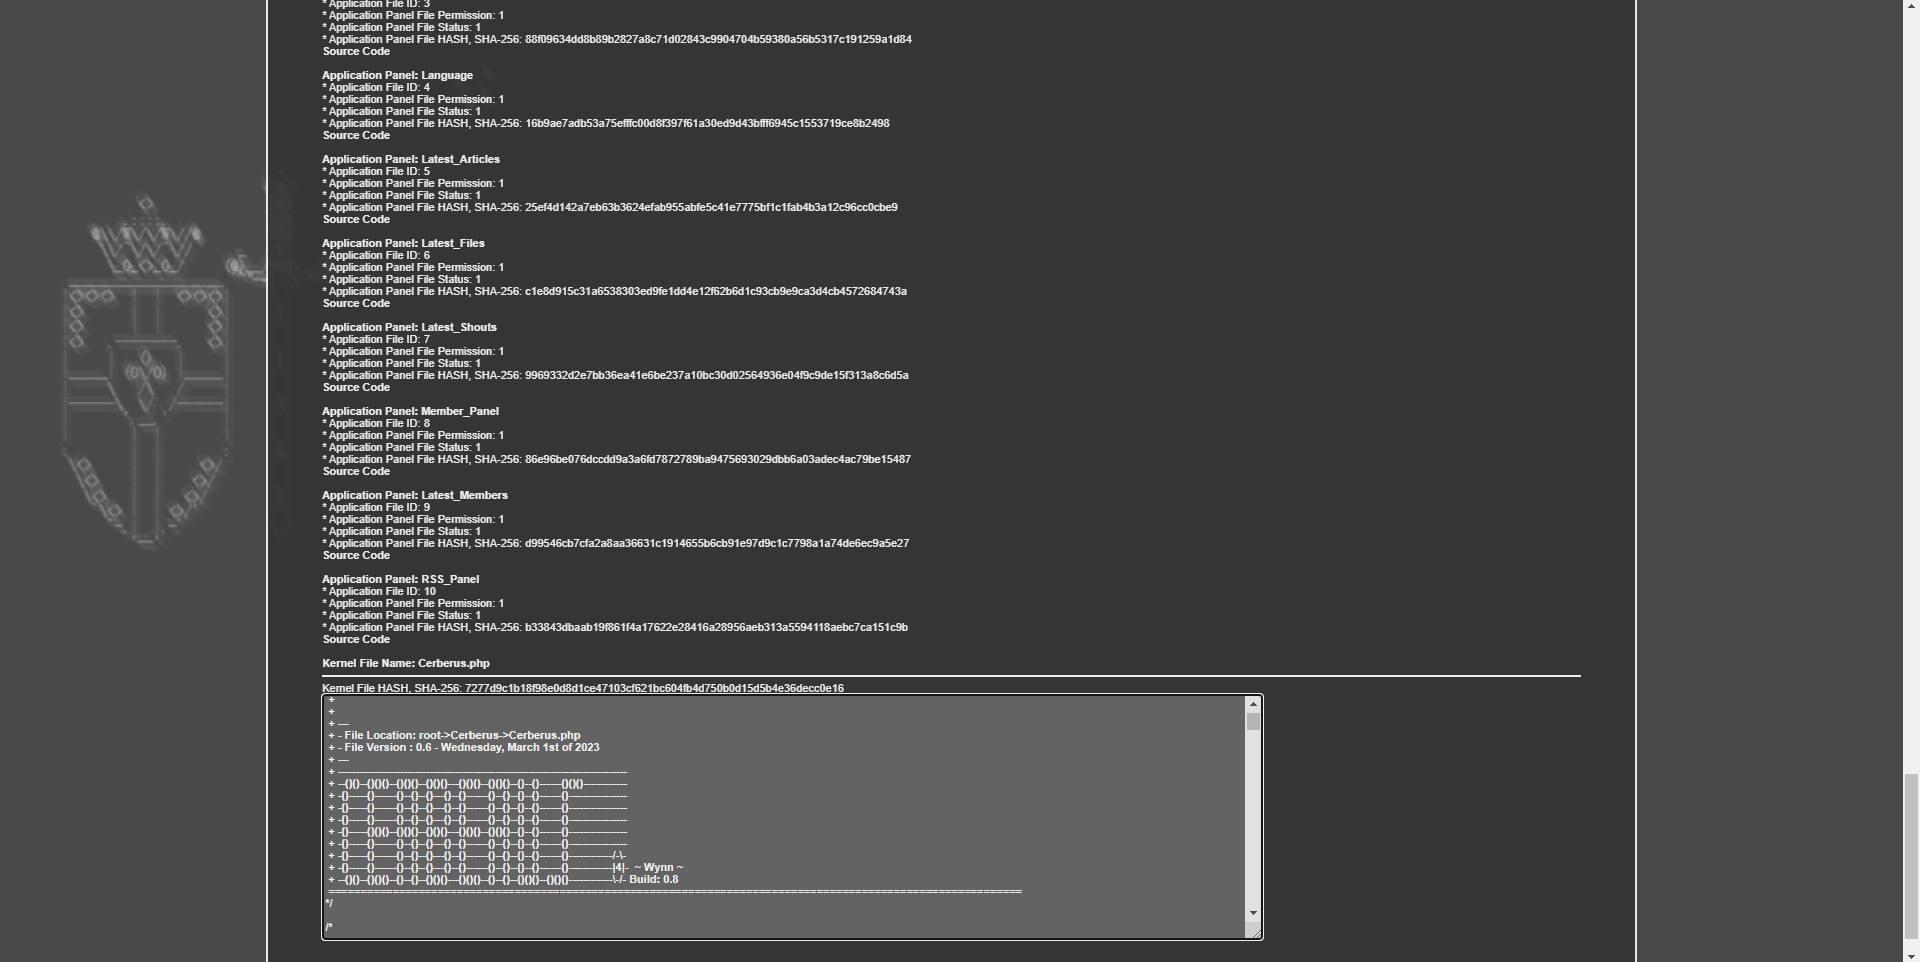 * Application File ID: 3
* Application Panel File Permission: 1
* Application Panel File Status: 1
* Application Panel File HASH, SHA-256: 88f09634dd8b89b2827a8c71d02843c9904704b59380a56b5317c191259a1d84
Source Code
Application Panel: Language
* Application File ID: 4
* Application Panel File Permission: 1
* Application Panel File Status: 1
* Application Panel File HASH, SHA-256: 16b9ae7adb53a75efffc00d8f397f61a30ed9d43bfff6945c1553719ce8b2498
Source Code
Application Panel: Latest_Articles
* Application File ID: 5
* Application Panel File Permission: 1
* Application Panel File Status: 1
* Application Panel File HASH, SHA-256: 25ef4d142a7eb63b3624efab955abfe5c41e7775bf1c1fab4b3a12c96cc0cbe9
Source Code
Application Panel: Latest_Files
* Application File ID: 6
* Application Panel File Permission: 1
* Application Panel File Status: 1
* Application Panel File HASH, SHA-256: c1e8d915c31a6538303ed9fe1dd4e12f62b6d1c93cb9e9ca3d4cb4572684743a
Source Code
Application Panel: Latest_Shouts
* Application File ID: 7
* Application Panel File Permission: 1
* Application Panel File Status: 1
* Application Panel File HASH, SHA-256: 9969332d2e7bb36ea41e6be237a10bc30d02564936e04f9c9de15f313a8c6d5a
Source Code
Application Panel: Member_Panel
* Application File ID: 8
* Application Panel File Permission: 1
* Application Panel File Status: 1
* Application Panel File HASH, SHA-256: 86e96be076dccdd9a3a6fd7872789ba9475693029dbb6a03adec4ac79be15487
Source Code
Application Panel: Latest_Members
* Application File ID: 9
* Application Panel File Permission: 1
* Application Panel File Status: 1
* Application Panel File HASH, SHA-256: d99546cb7cfa2a8aa36631c1914655b6cb91e97d9c1c7798a1a74de6ec9a5e27
Source Code
Application Panel: RSS_Panel
* Application File ID: 10
* Application Panel File Permission: 1
* Application Panel File Status: 1
* Application Panel File HASH, SHA-256: b33843dbaab19f861f4a17622e28416a28956aeb313a5594118aebc7ca151c9b
Source Code
Kernel File Name: Cerberus.php
Kernel File HASH, SHA-256: 7277d9c1b18f98e0d8d1ce47103cf621bc604fb4d750b0d15d5b4e36decc0e16
+
+
+ ---
+ - File Location: root->Cerberus->Cerberus.php
+ - File Version : 0.6 - Wednesday, March 1st of 2023
+ ---
~ Wynn ~
Build: 0.8
*/
/*